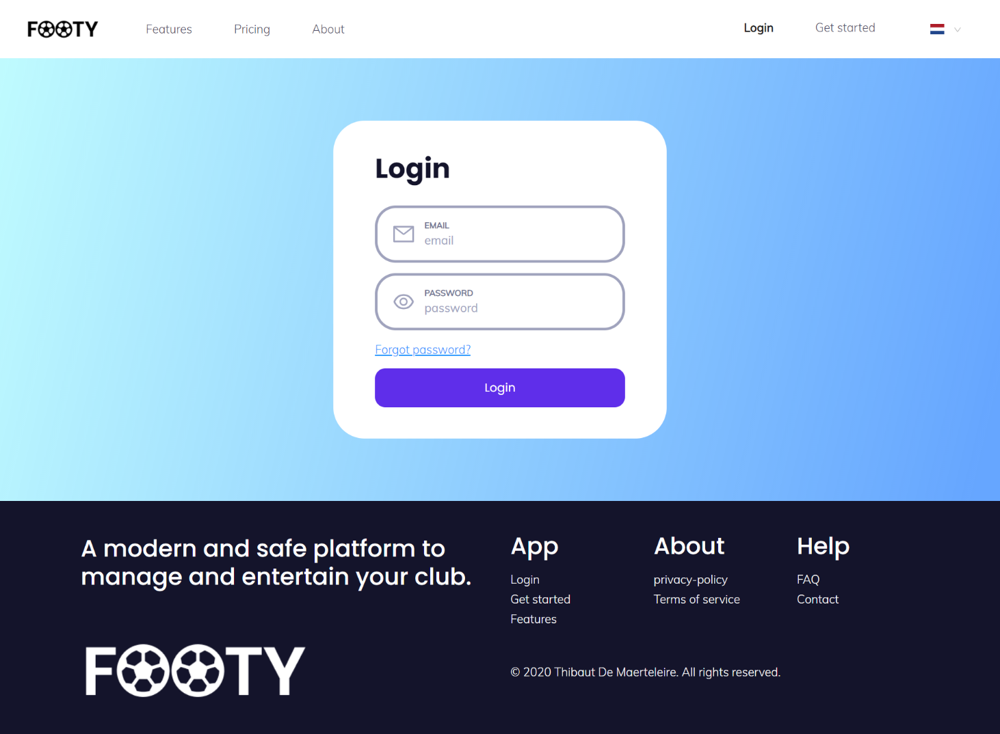 FOOTY
Features
Pricing
About
Login
Get started
Login
EMAIL
email
PASSWORD
password
Forgot password?
Login
A modern and safe platform to
manage and entertain your club.
FOOTY
App
Login
Get started
Features
About
privacy-policy
Terms of service
Help
FAQ
Contact
© 2020 Thibaut De Maerteleire. All rights reserved.